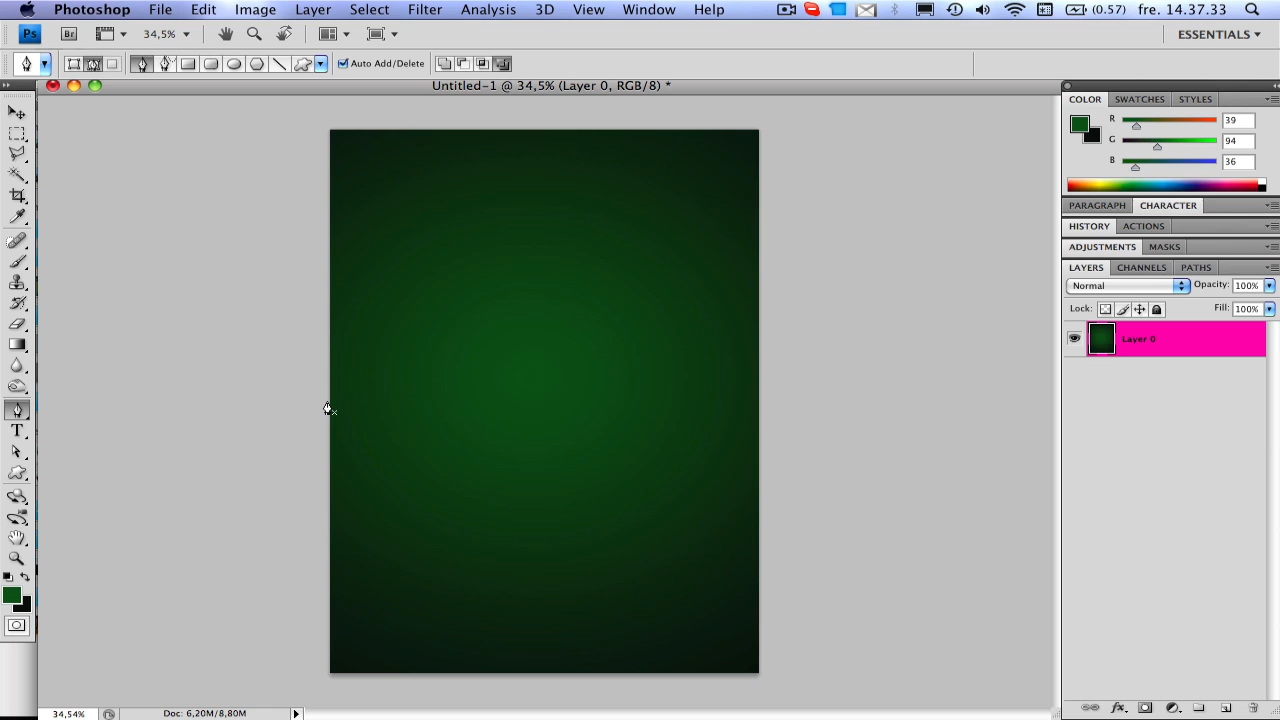 Photoshop File Edit Image Layer Select Filter Analysis 3D View Window Help (0.57) fre. 14.37.33
Ps Br 34,5% ESSENTIALS
Auto Add/Delete
Untitled-1 @ 34,5% (Layer 0, RGB/8) *
COLOR SWATCHES STYLES
R 39
G 94
B 36
PARAGRAPH CHARACTER
HISTORY ACTIONS
ADJUSTMENTS MASKS
LAYERS CHANNELS PATHS
Normal Opacity: 100%
Lock: Fill: 100%
Layer 0
T
fx
34,54% Doc: 6,20M/8,80M